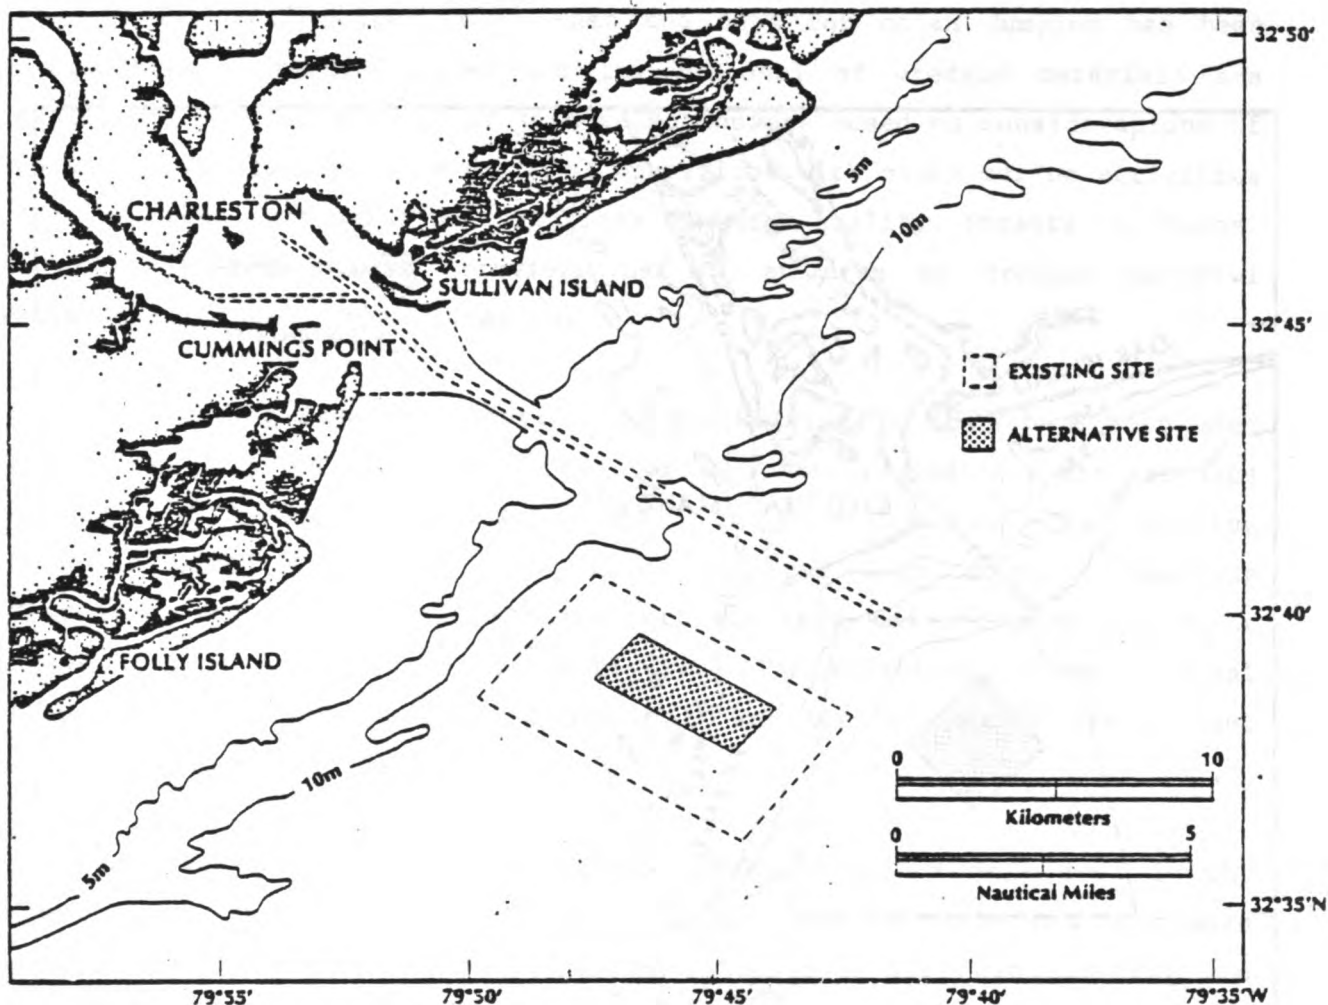 32°50'
5m
10m
CHARLESTON
SULLIVAN ISLAND
32°45'
CUMMINGS POINT
EXISTING SITE
ALTERNATIVE SITE
32°40'
FOLLY ISLAND
10m
0 10
Kilometers
0 5
Nautical Miles
5m
32°35'N
79°55' 79°50' 79°45' 79°40' 79°35'W